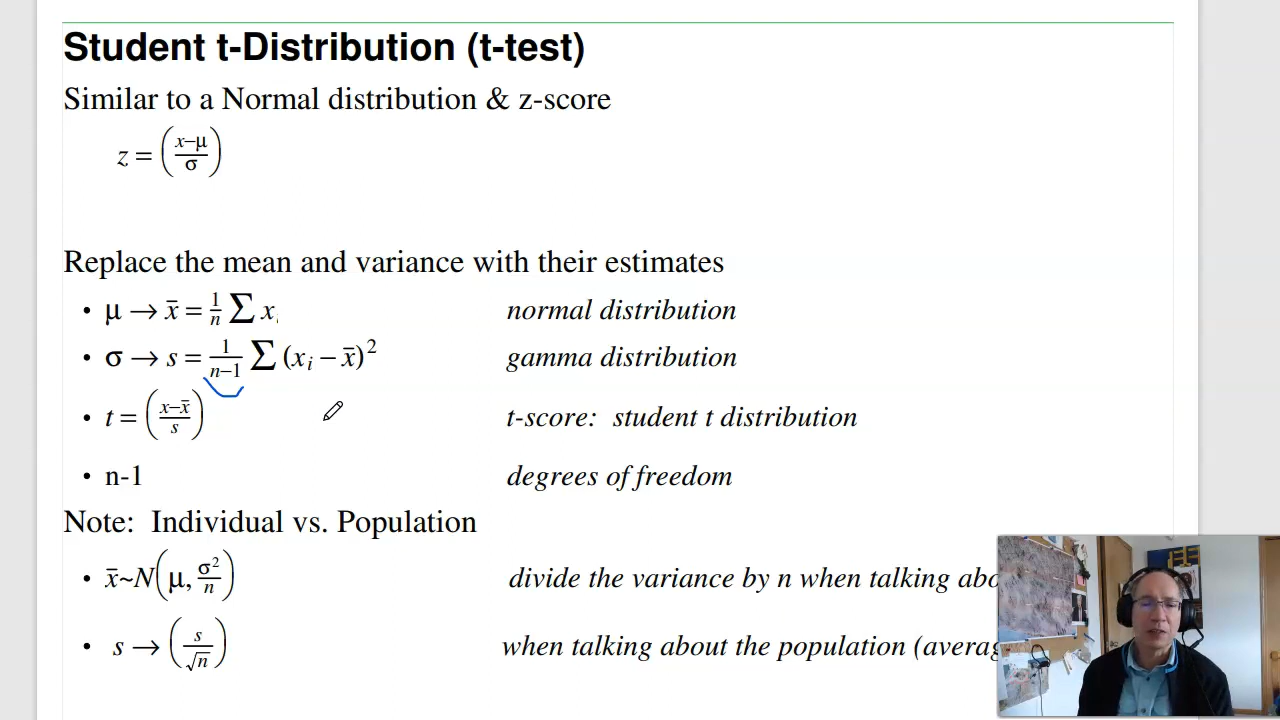 Student t-Distribution (t-test)
Similar to a Normal distribution & z-score
z = (x−μ / σ)
Replace the mean and variance with their estimates
• μ → x̄ = 1/n ∑ xᵢ normal distribution
• σ → s = 1/(n−1) ∑ (xᵢ − x̄)² gamma distribution
• t = (x−x̄ / s) t-score: student t distribution
• n-1 degrees of freedom
Note: Individual vs. Population
• x̄~N(μ, σ²/n) divide the variance by n when talking
• s → (s/√n) when talking about the population